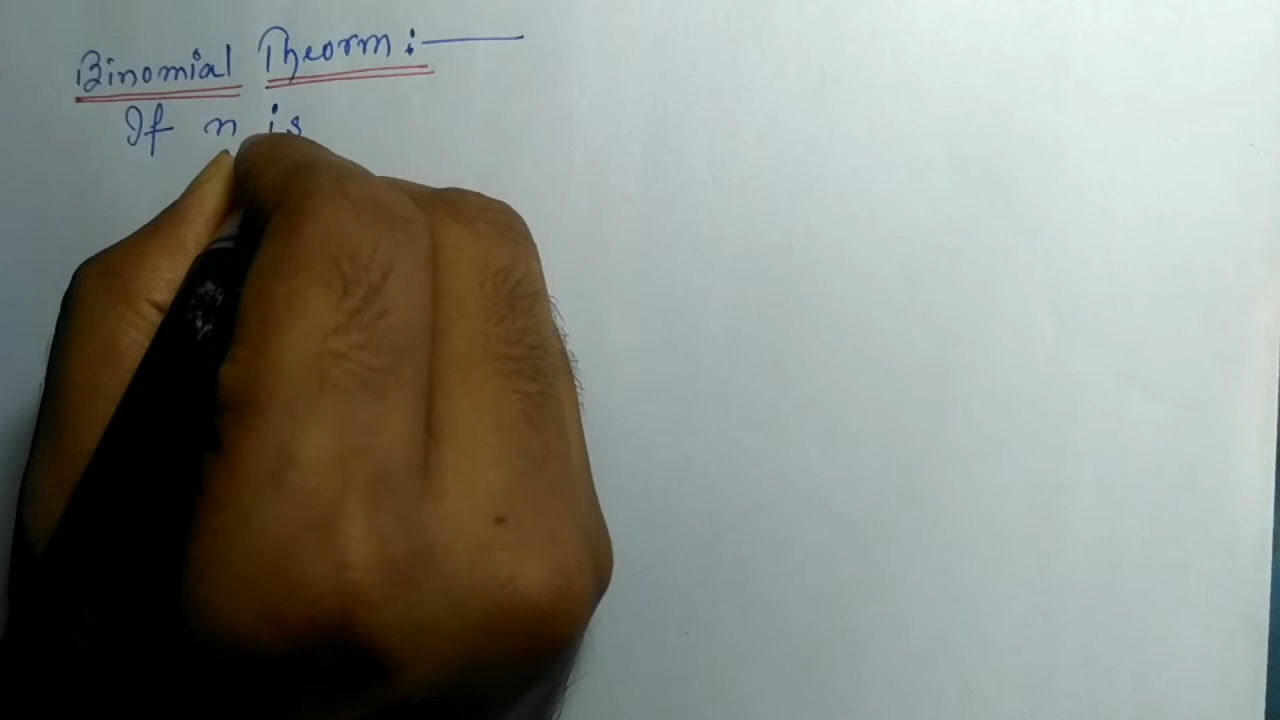 Binomial Theorm :—
If n is